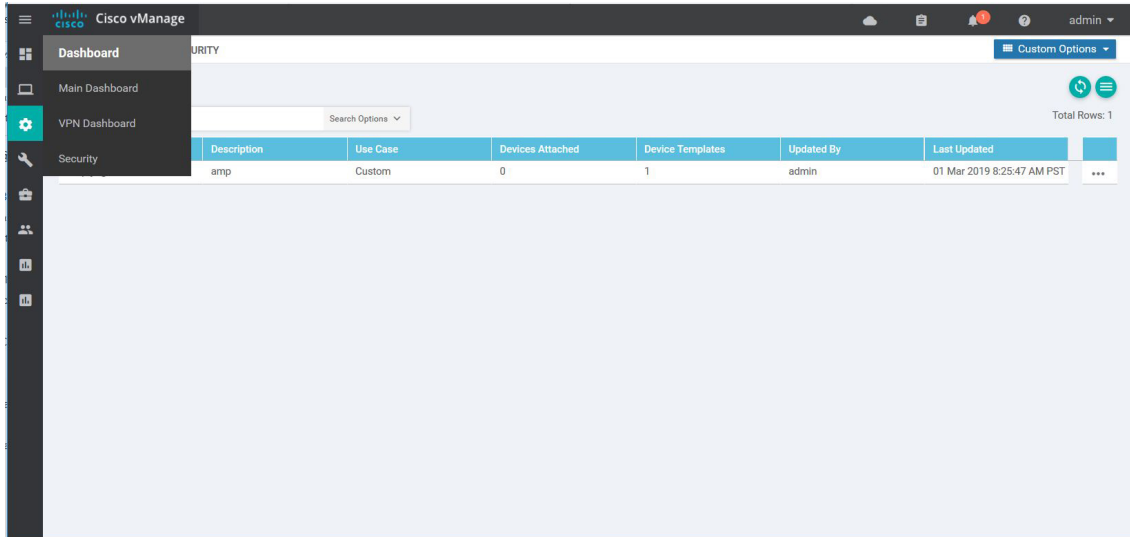 cisco Cisco vManage 1 admin
Dashboard URITY Custom Options
Main Dashboard
VPN Dashboard Search Options Total Rows: 1
Security Description Use Case Devices Attached Device Templates Updated By Last Updated
amp Custom 0 1 admin 01 Mar 2019 8:25:47 AM PST